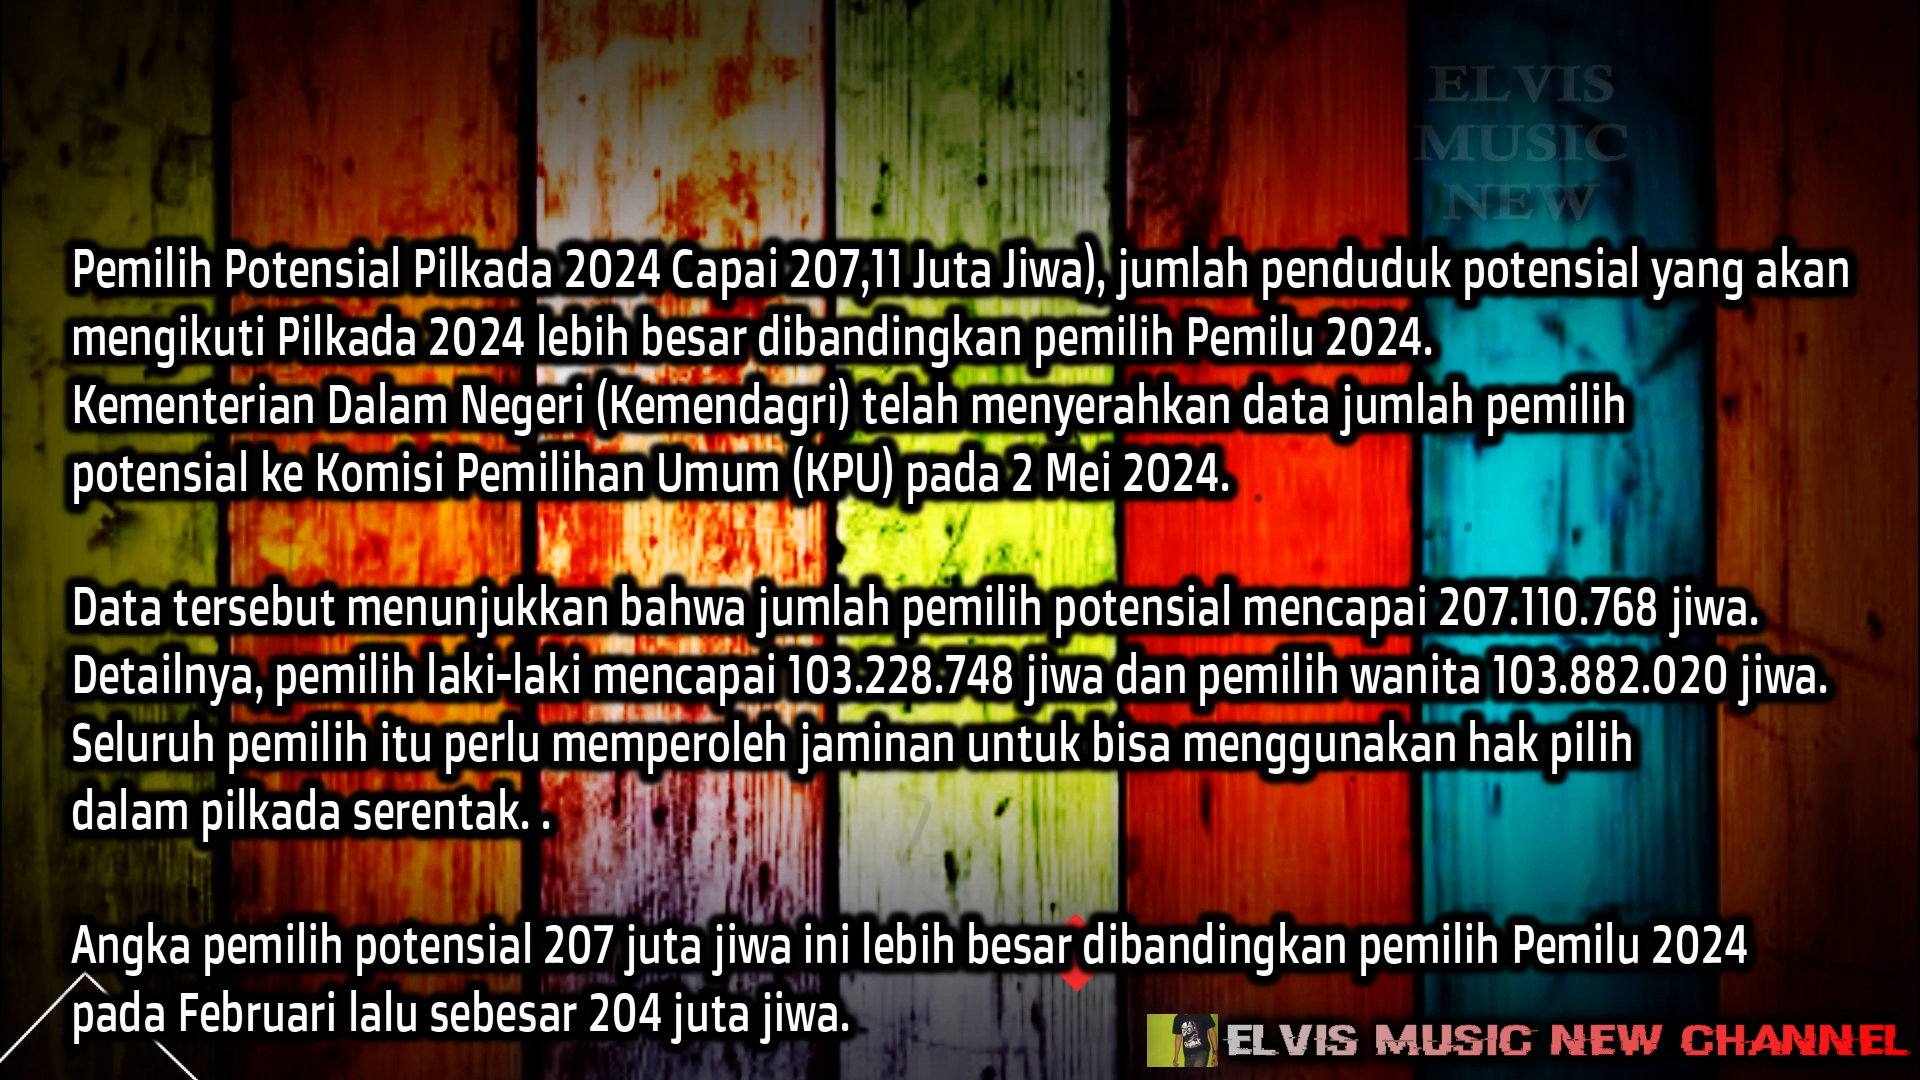 ELVIS
MUSIC
NEW
Pemilih Potensial Pilkada 2024 Capai 207,11 Juta Jiwa), jumlah penduduk potensial yang akan
mengikuti Pilkada 2024 lebih besar dibandingkan pemilih Pemilu 2024.
Kementerian Dalam Negeri (Kemendagri) telah menyerahkan data jumlah pemilih
potensial ke Komisi Pemilihan Umum (KPU) pada 2 Mei 2024.
Data tersebut menunjukkan bahwa jumlah pemilih potensial mencapai 207.110.768 jiwa.
Detailnya, pemilih laki-laki mencapai 103.228.748 jiwa dan pemilih wanita 103.882.020 jiwa.
Seluruh pemilih itu perlu memperoleh jaminan untuk bisa menggunakan hak pilih
dalam pilkada serentak. .
Angka pemilih potensial 207 juta jiwa ini lebih besar dibandingkan pemilih Pemilu 2024
pada Februari lalu sebesar 204 juta jiwa.
ELVIS MUSIC NEW CHANNEL